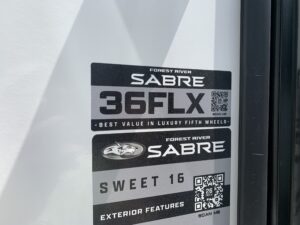 FOREST RIVER
SABRE
36FLX
-BEST VALUE IN LUXURY FIFTH WHEELS-
FOREST RIVER
SABRE
SWEET 16
EXTERIOR FEATURES
SCAN ME